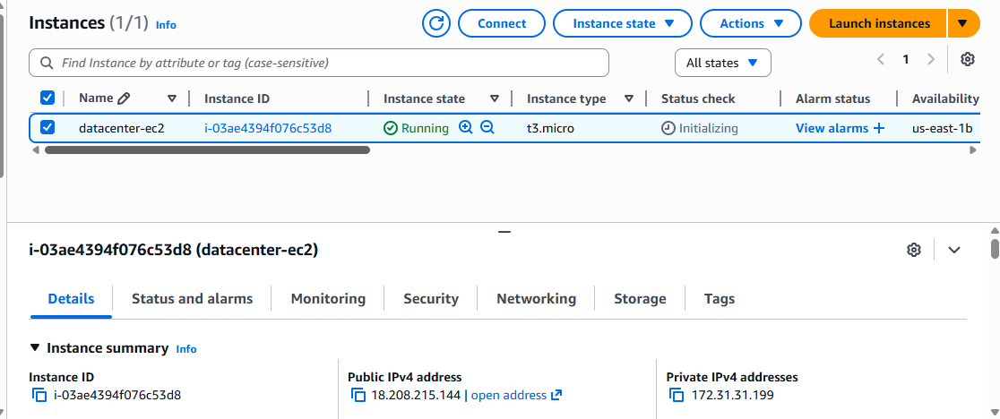 Instances (1/1) Info
Connect
Instance state
Actions
Launch instances
Find Instance by attribute or tag (case-sensitive)
All states
1
Name Instance ID Instance state Instance type Status check Alarm status Availability
datacenter-ec2 i-03ae4394f076c53d8 Running t3.micro Initializing View alarms + us-east-1b
i-03ae4394f076c53d8 (datacenter-ec2)
Details Status and alarms Monitoring Security Networking Storage Tags
Instance summary Info
Instance ID Public IPv4 address Private IPv4 addresses
i-03ae4394f076c53d8 18.208.215.144 | open address 172.31.31.199